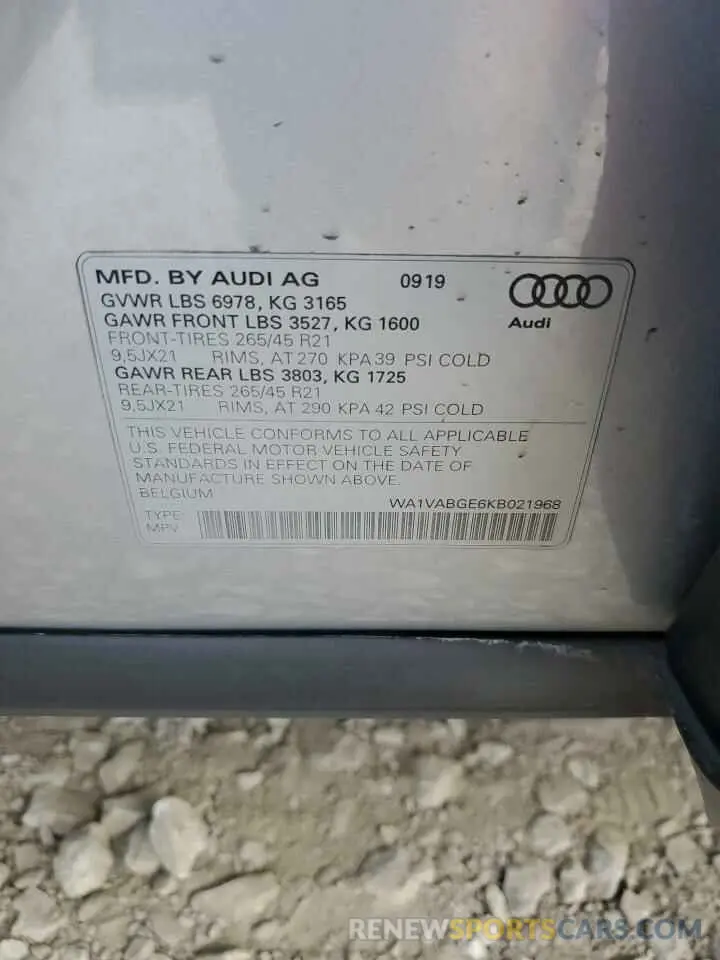 MFD. BY AUDI AG 0919
GVWR LBS 6978, KG 3165
GAWR FRONT LBS 3527, KG 1600
Audi
FRONT-TIRES 265/45 R21
9,5JX21 RIMS, AT 270 KPA 39 PSI COLD
GAWR REAR LBS 3803, KG 1725
REAR-TIRES 265/45 R21
9,5JX21 RIMS, AT 290 KPA 42 PSI COLD
THIS VEHICLE CONFORMS TO ALL APPLICABLE
U.S. FEDERAL MOTOR VEHICLE SAFETY
STANDARDS IN EFFECT ON THE DATE OF
MANUFACTURE SHOWN ABOVE.
BELGIUM
WA1VABGE6KB021968
TYPE:
MPV
RENEWSPORTSCARS.COM